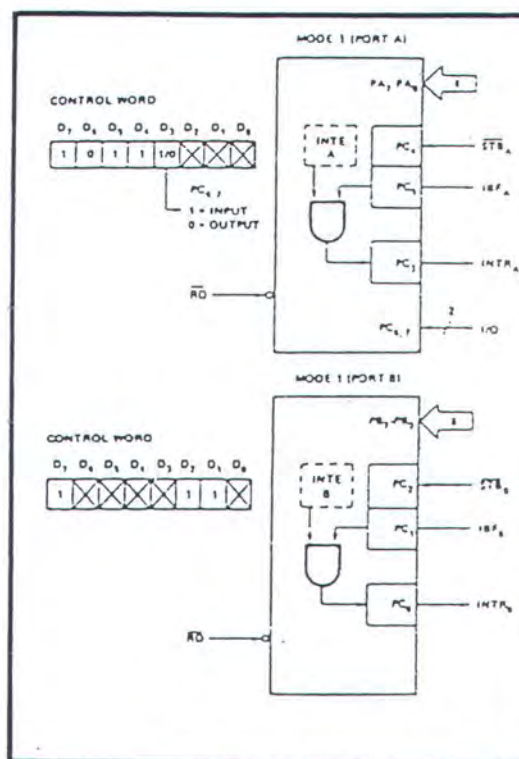 MODE 1 (PORT A)
PA7-PA0
8
CONTROL WORD
D7 D6 D5 D4 D3 D2 D1 D0
1 0 1 1 1/0
PC6,7
1 = INPUT
0 = OUTPUT
INTE
A
PC4
STBA
PC5
IBFA
PC3
INTRA
RD
PC6,7
2
I/O
MODE 1 (PORT B)
PB7-PB0
8
CONTROL WORD
D7 D6 D5 D4 D3 D2 D1 D0
1 1 1
INTE
B
PC2
STBB
PC1
IBFB
PC0
INTRB
RD